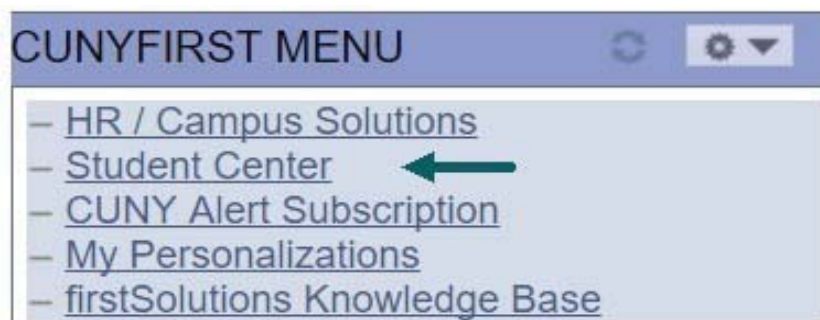 CUNYFIRST MENU
– HR / Campus Solutions
– Student Center
– CUNY Alert Subscription
– My Personalizations
– firstSolutions Knowledge Base